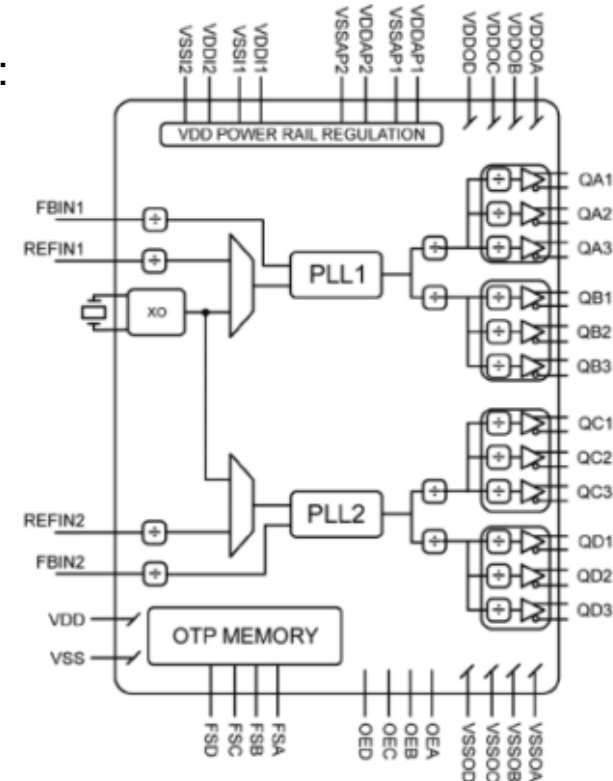 :
VSSI2
VDDI2
VSSI1
VDDI1
VSSAP2
VDDAP2
VSSAP1
VDDAP1
VDDOD
VDDOC
VDDOB
VDDOA
VDD POWER RAIL REGULATION
FBIN1
÷
REFIN1
÷
XO
PLL1
÷
÷
÷
÷
÷
÷
÷
÷
QA1
QA2
QA3
QB1
QB2
QB3
REFIN2
÷
FBIN2
÷
PLL2
÷
÷
÷
÷
÷
÷
÷
÷
QC1
QC2
QC3
QD1
QD2
QD3
VDD
VSS
OTP MEMORY
FSD
FSC
FSB
FSA
OED
OEC
OEB
OEA
VSSOD
VSSOC
VSSOB
VSSOA